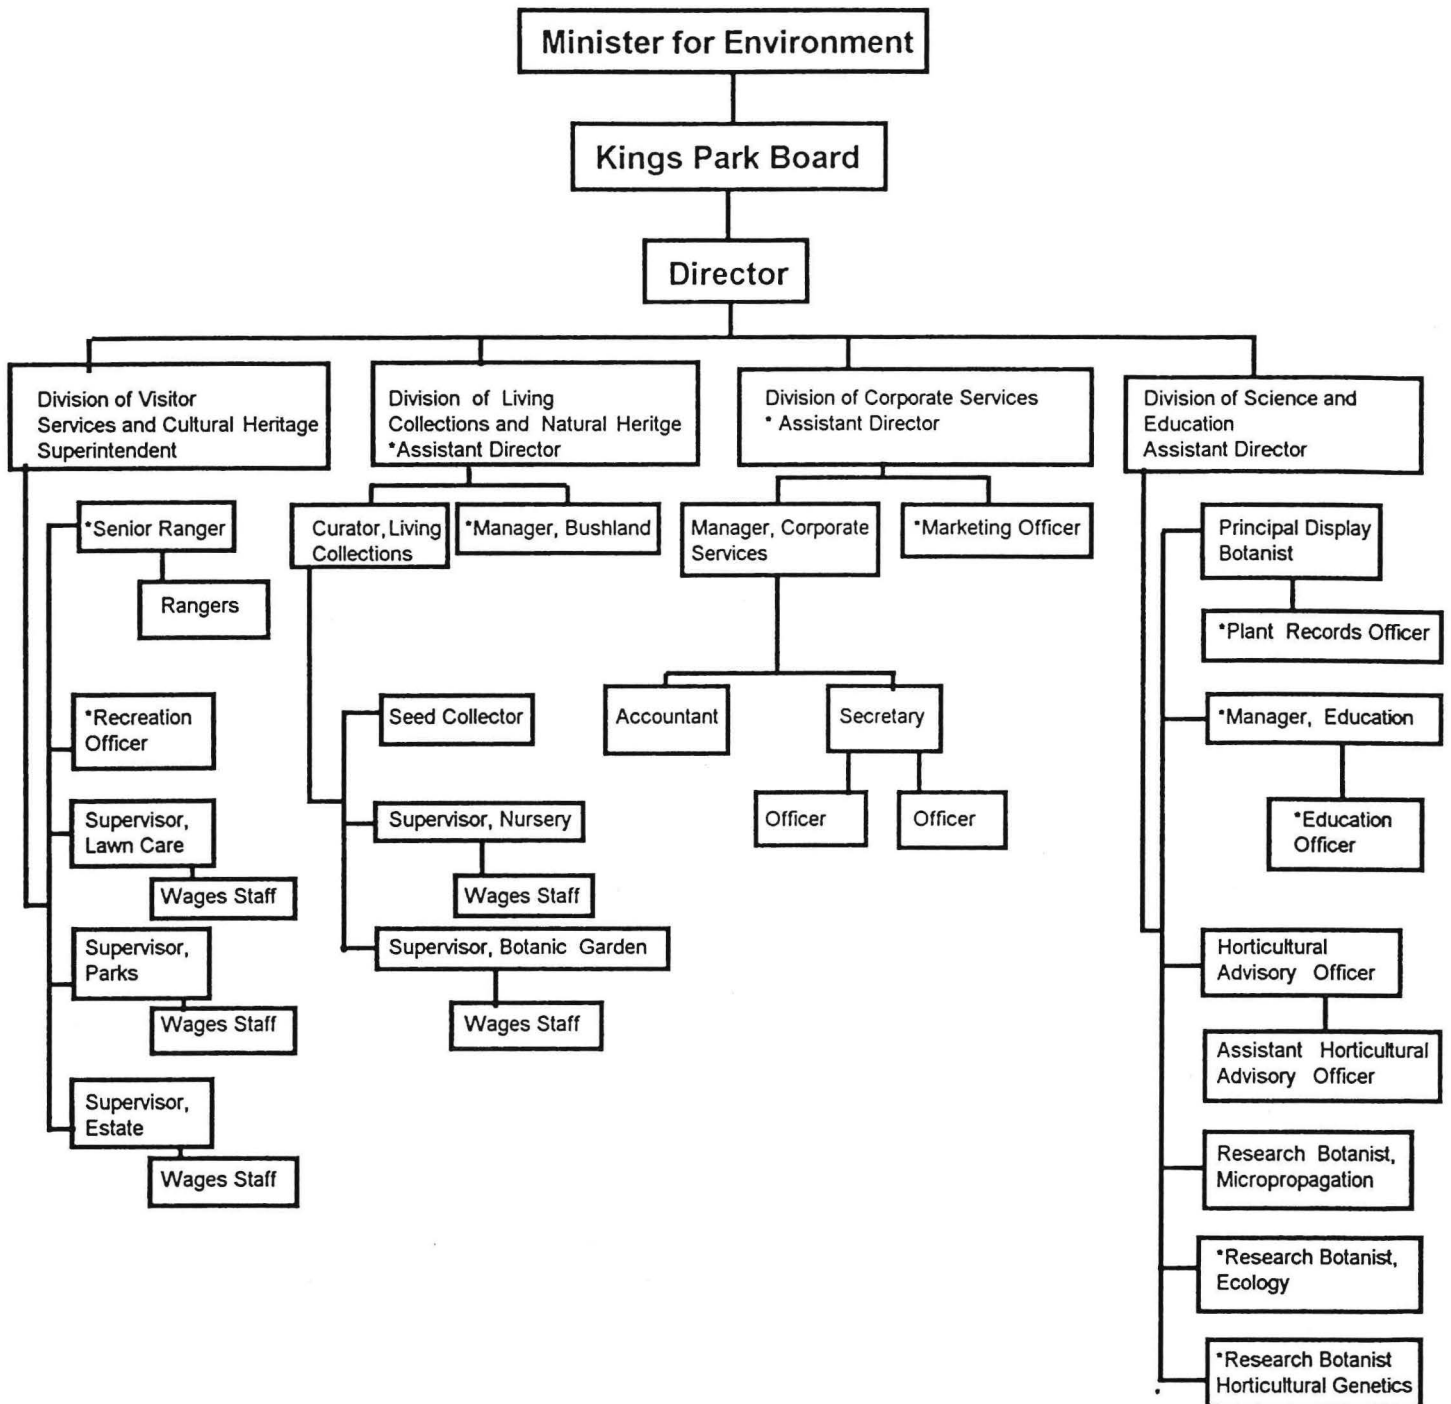 Minister for Environment
Kings Park Board
Director
Division of Visitor
Services and Cultural Heritage
Superintendent
*Senior Ranger
Rangers
*Recreation
Officer
Supervisor,
Lawn Care
Wages Staff
Supervisor,
Parks
Wages Staff
Supervisor,
Estate
Wages Staff
Division of Living
Collections and Natural Heritge
*Assistant Director
Curator, Living
Collections
*Manager, Bushland
Seed Collector
Supervisor, Nursery
Wages Staff
Supervisor, Botanic Garden
Wages Staff
Division of Corporate Services
* Assistant Director
Manager, Corporate
Services
*Marketing Officer
Accountant
Secretary
Officer
Officer
Division of Science and
Education
Assistant Director
Principal Display
Botanist
*Plant Records Officer
*Manager, Education
*Education
Officer
Horticultural
Advisory Officer
Assistant Horticultural
Advisory Officer
Research Botanist,
Micropropagation
*Research Botanist,
Ecology
*Research Botanist
Horticultural Genetics